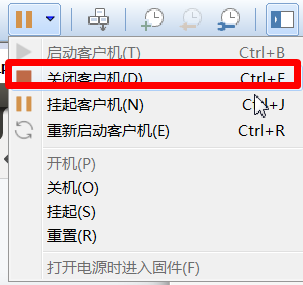 启动客户机(T) Ctrl+B
关闭客户机(D) Ctrl+E
挂起客户机(N) Ctrl+J
重新启动客户机(E) Ctrl+R
开机(P)
关机(O)
挂起(S)
重置(R)
打开电源时进入固件(F)